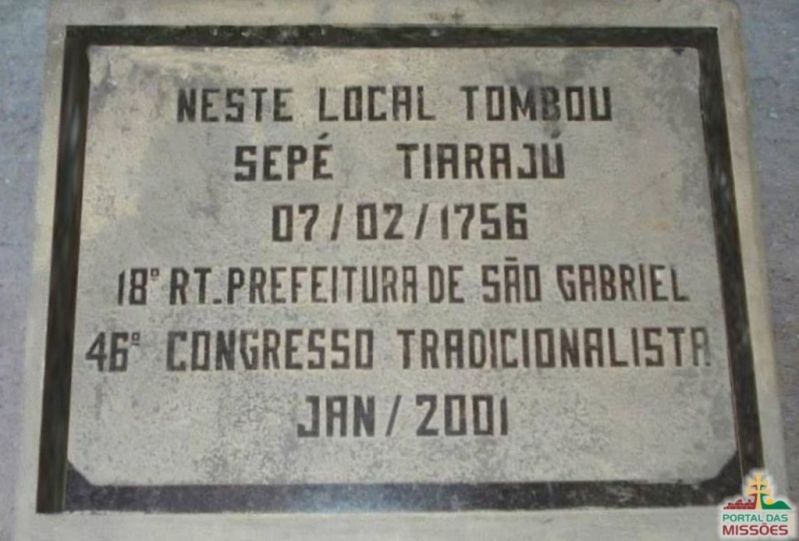 NESTE LOCAL TOMBOU
SEPÉ TIARAJÚ
07/02/1756
18º RT. PREFEITURA DE SÃO GABRIEL
46º CONGRESSO TRADICIONALISTA
JAN/2001
PORTAL DAS
MISSÕES